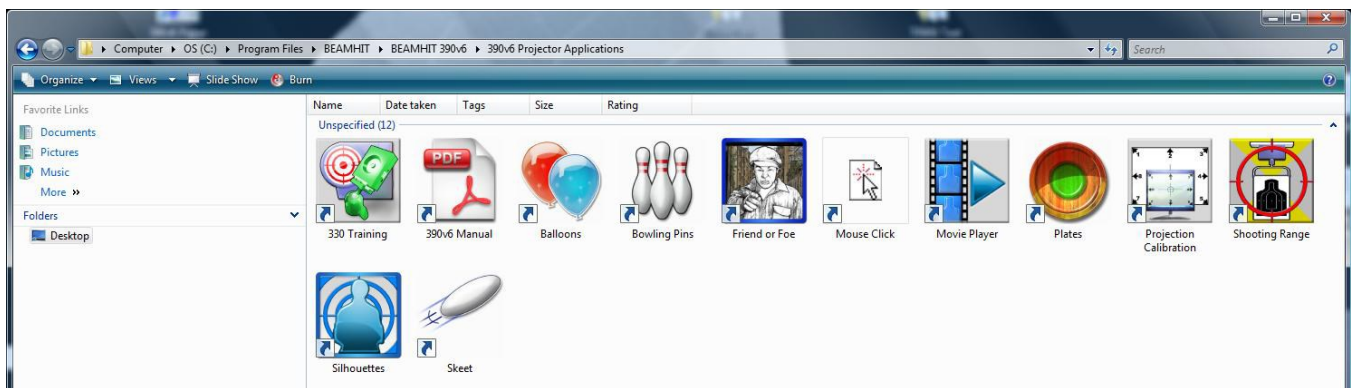 Computer ▸ OS (C:) ▸ Program Files ▸ BEAMHIT ▸ BEAMHIT 390v6 ▸ 390v6 Projector Applications
Search
Organize Views Slide Show Burn
Favorite Links
Documents
Pictures
Music
More »
Folders
Desktop
Name Date taken Tags Size Rating
Unspecified (12)
PDF
330 Training
390v6 Manual
Balloons
Bowling Pins
Friend or Foe
Mouse Click
Movie Player
Plates
Projection
Calibration
Shooting Range
Silhouettes
Skeet